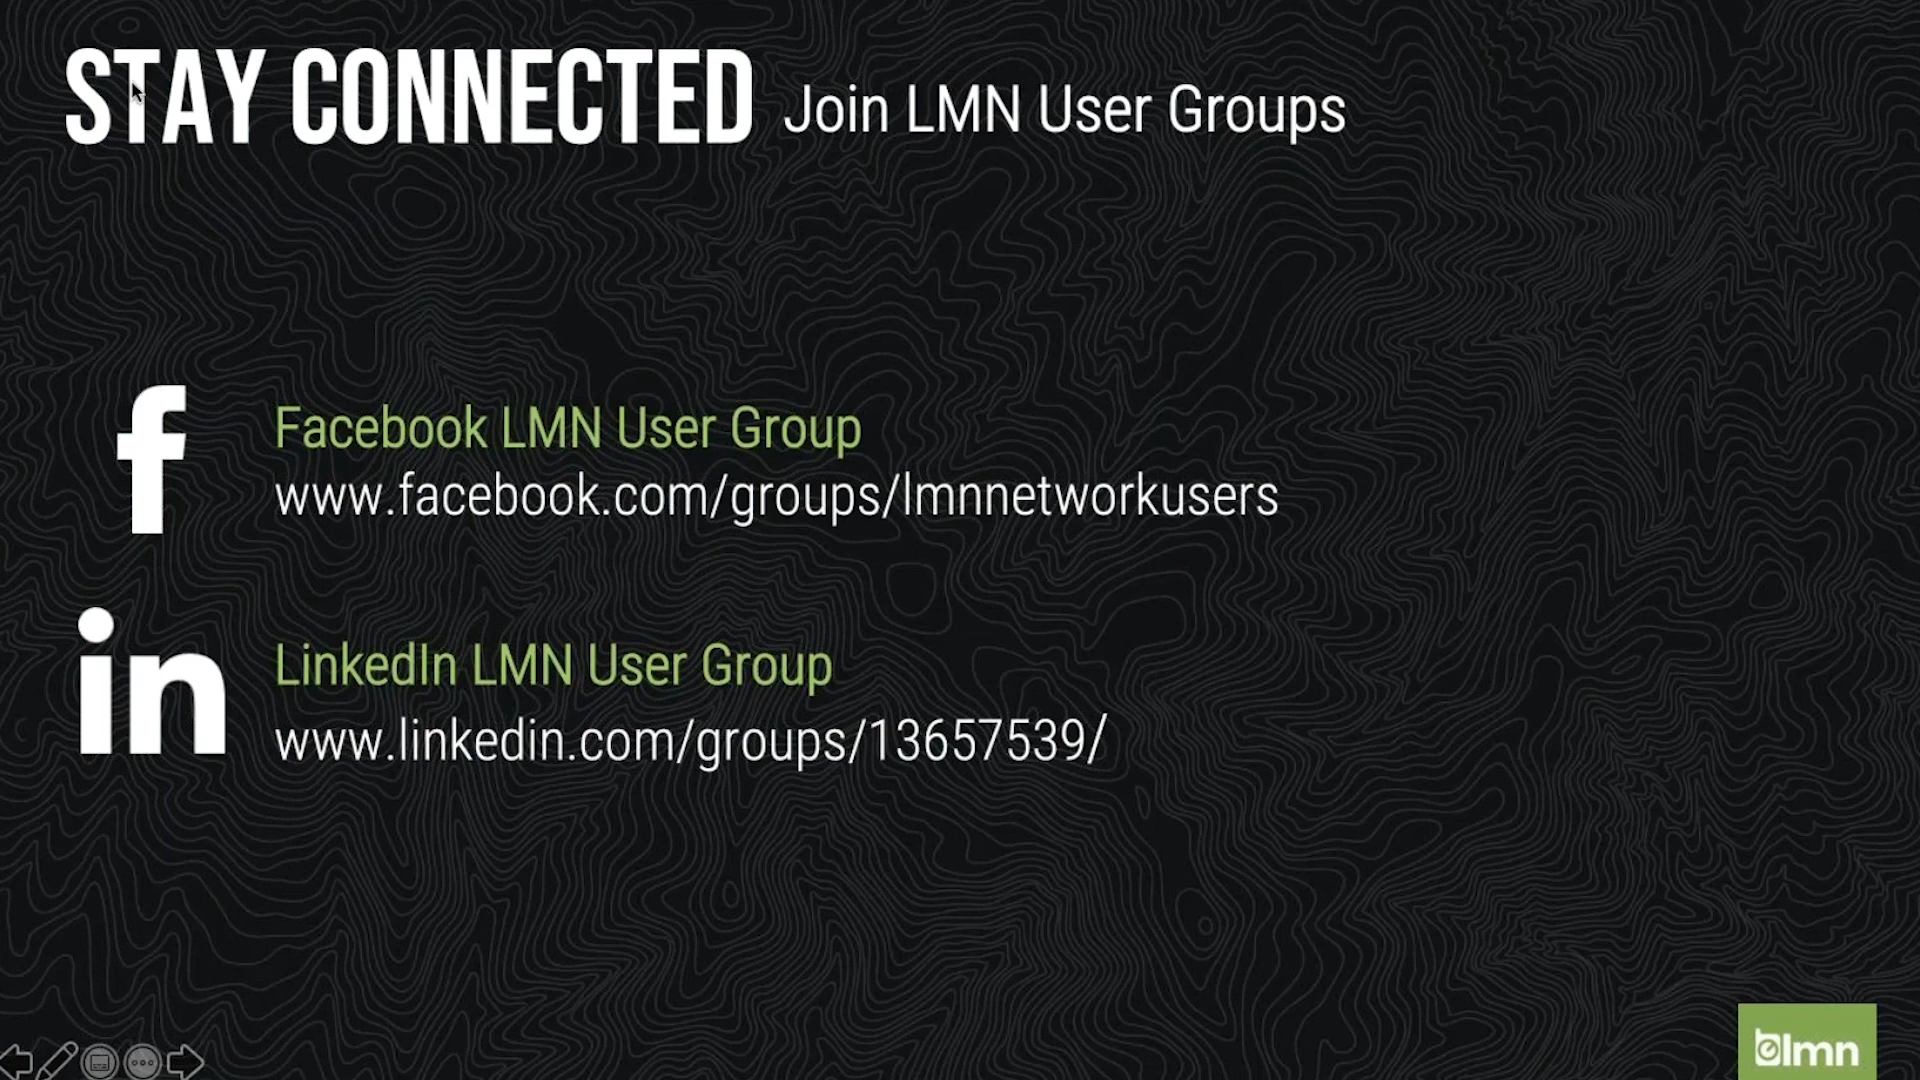 STAY CONNECTED Join LMN User Groups
Facebook LMN User Group
www.facebook.com/groups/lmnnetworkusers
LinkedIn LMN User Group
www.linkedin.com/groups/13657539/
lmn